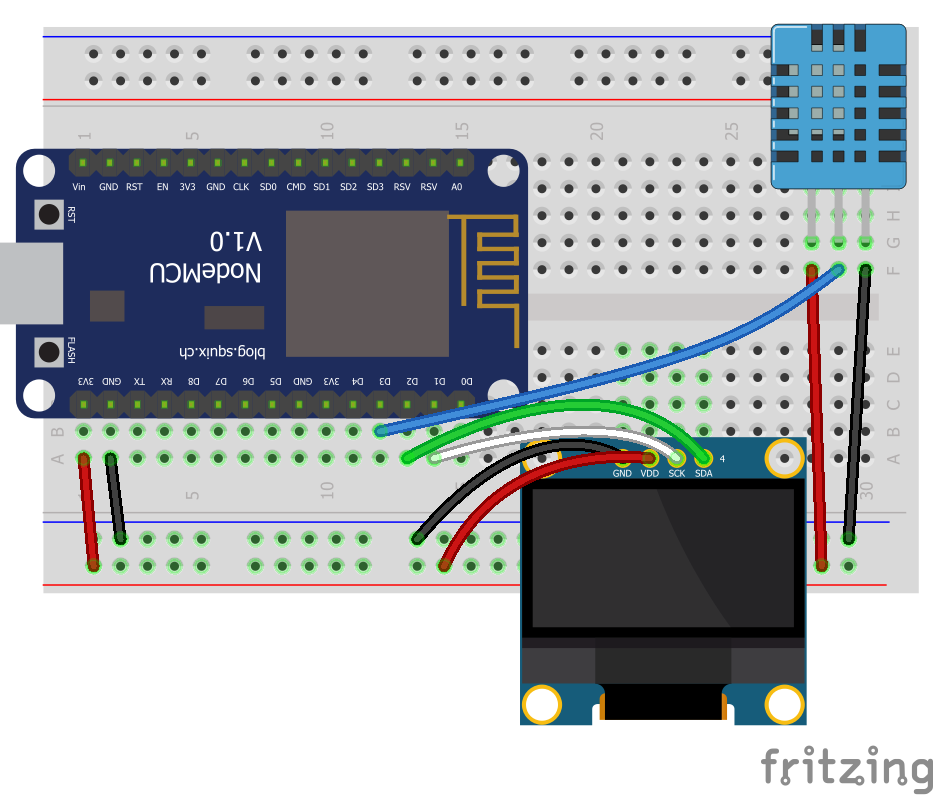 1 5 10 15 20 25
Vin GND RST EN 3V3 GND CLK SD0 CMD SD1 SD2 SD3 RSV RSV A0
RST
V1.0
NodeMCU
blog.squix.ch
FLASH
3V3 GND TX RX D8 D7 D6 D5 GND 3V3 D4 D3 D2 D1 D0
H
G
F
E
D
C
B B
A A
GND VDD SCK SDA 4
5 10 30
fritzing